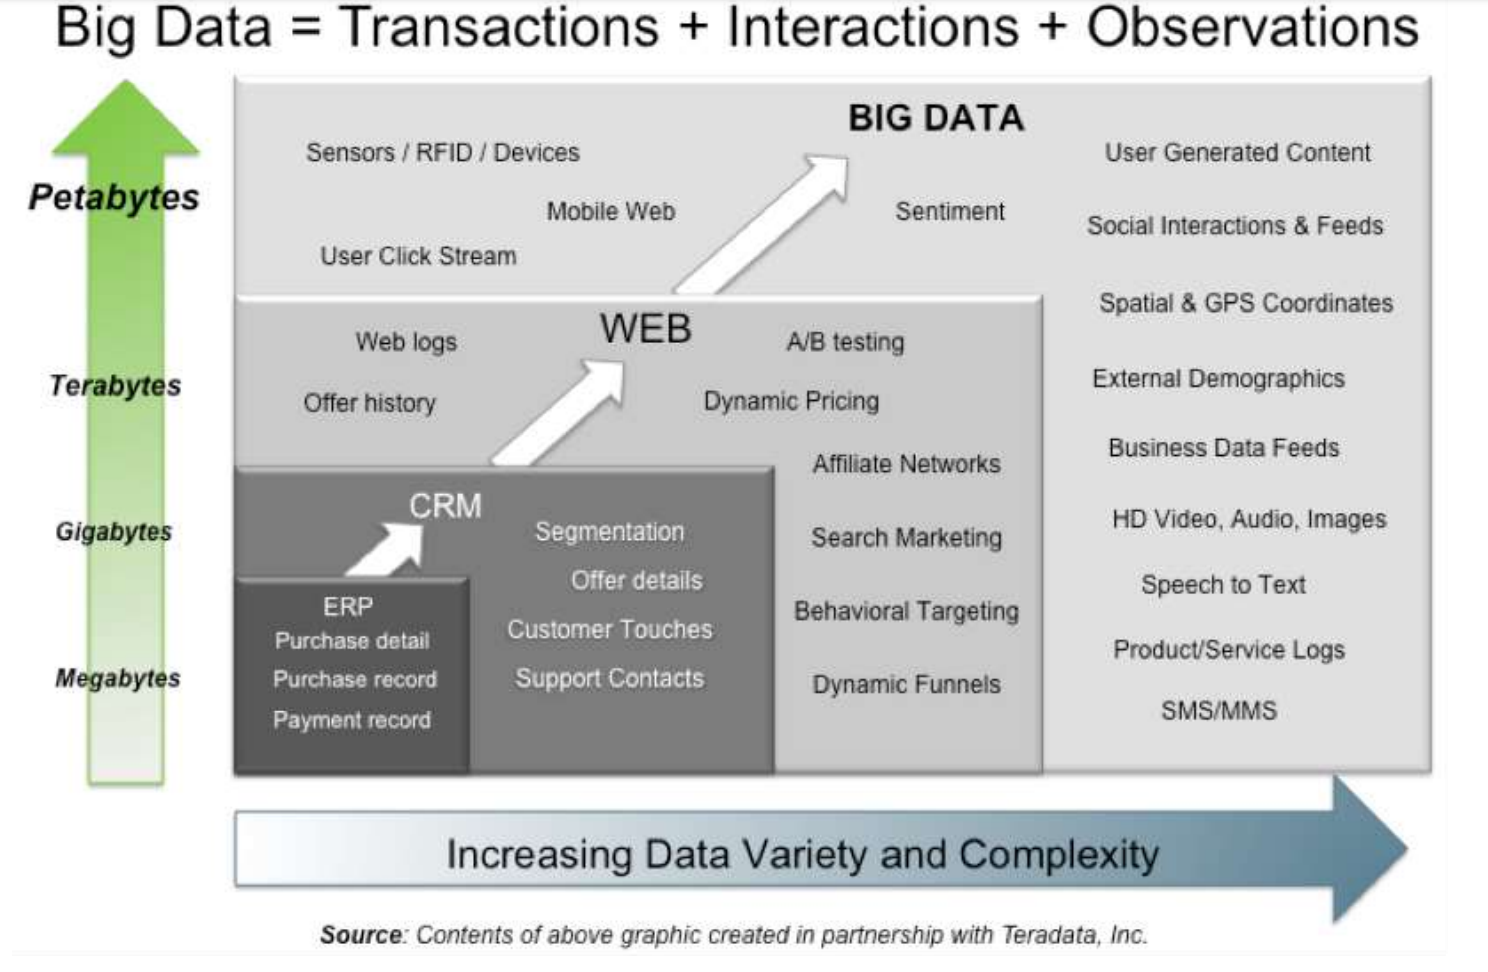 Big Data = Transactions + Interactions + Observations
BIG DATA
Sensors / RFID / Devices
User Generated Content
Mobile Web
Sentiment
Social Interactions & Feeds
User Click Stream
Spatial & GPS Coordinates
External Demographics
Business Data Feeds
HD Video, Audio, Images
Speech to Text
Product/Service Logs
SMS/MMS
WEB
Web logs
A/B testing
Offer history
Dynamic Pricing
Affiliate Networks
Search Marketing
Behavioral Targeting
Dynamic Funnels
CRM
Segmentation
Offer details
Customer Touches
Support Contacts
ERP
Purchase detail
Purchase record
Payment record
Petabytes
Terabytes
Gigabytes
Megabytes
Increasing Data Variety and Complexity
Source: Contents of above graphic created in partnership with Teradata, Inc.